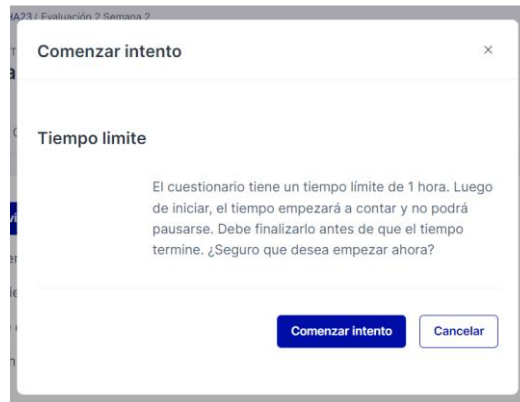 / Evaluación 2 Semana 2
Comenzar intento
Tiempo limite
El cuestionario tiene un tiempo límite de 1 hora. Luego
de iniciar, el tiempo empezará a contar y no podrá
pausarse. Debe finalizarlo antes de que el tiempo
termine. ¿Seguro que desea empezar ahora?
Comenzar intento
Cancelar